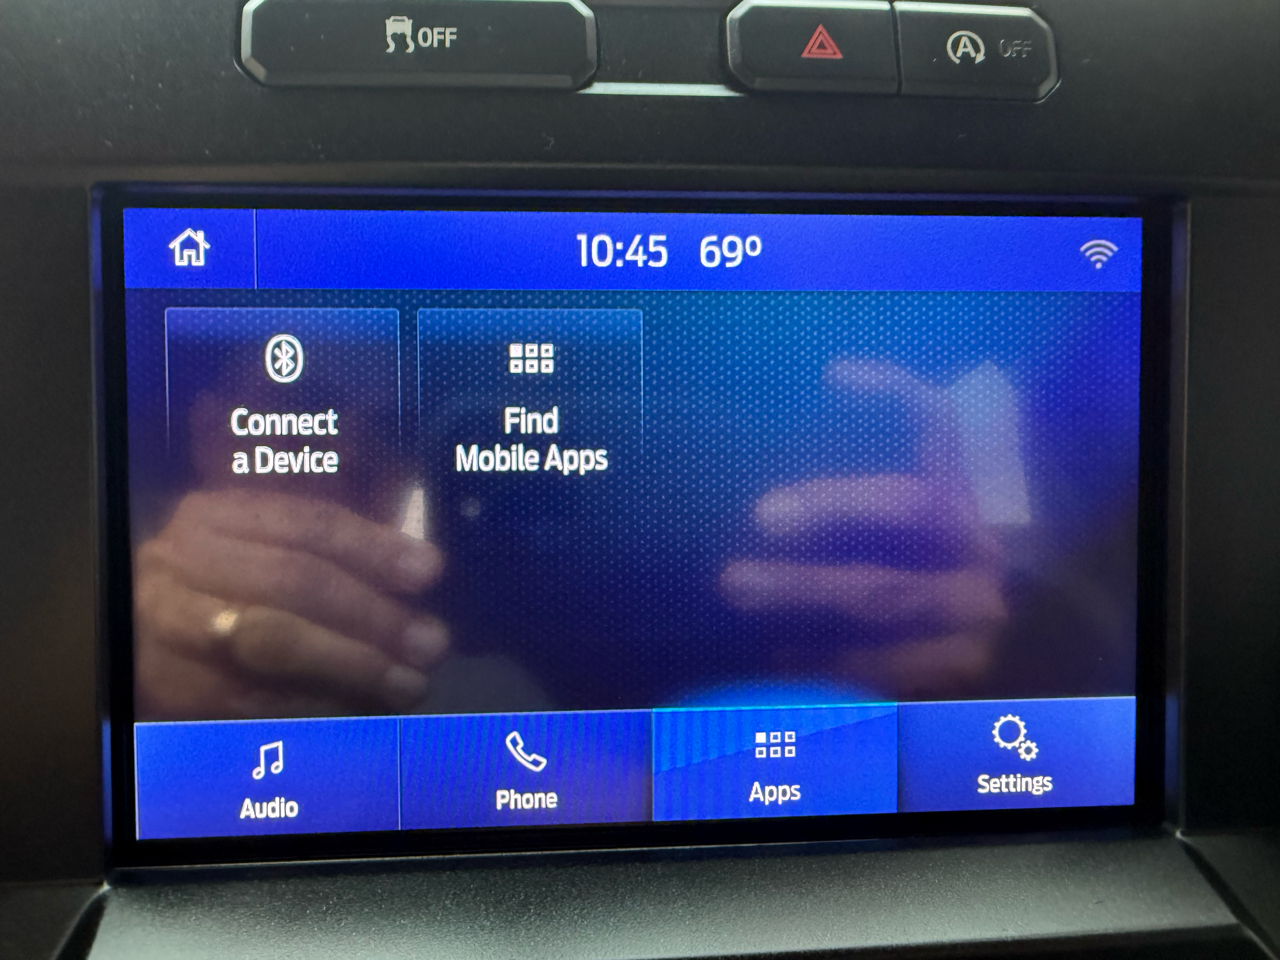 OFF
A OFF
10:45 69º
Connect
a Device
Find
Mobile Apps
Audio
Phone
Apps
Settings